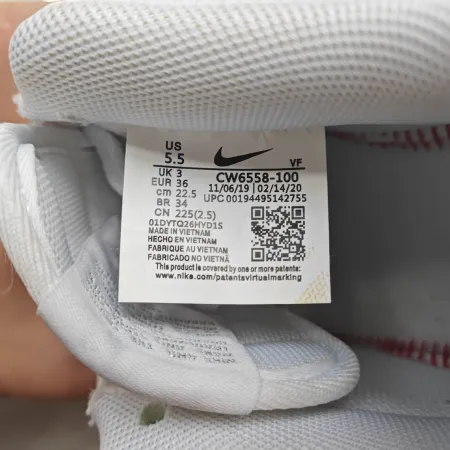 US
5.5
VF
UK 3
CW6558-100
EUR 36
11/06/19 | 02/14/20
cm 22.5
UPC 00194495142755
BR 34
CN 225(2.5)
01DYTQ26HYD15
MADE IN VIETNAM
HECHO EN VIETNAM
FABRIQUE AU VIETNAM
FABRICADO NO VIETNÃ
This product is covered by one or more patents:
www.nike.com/patentsvirtualmarking